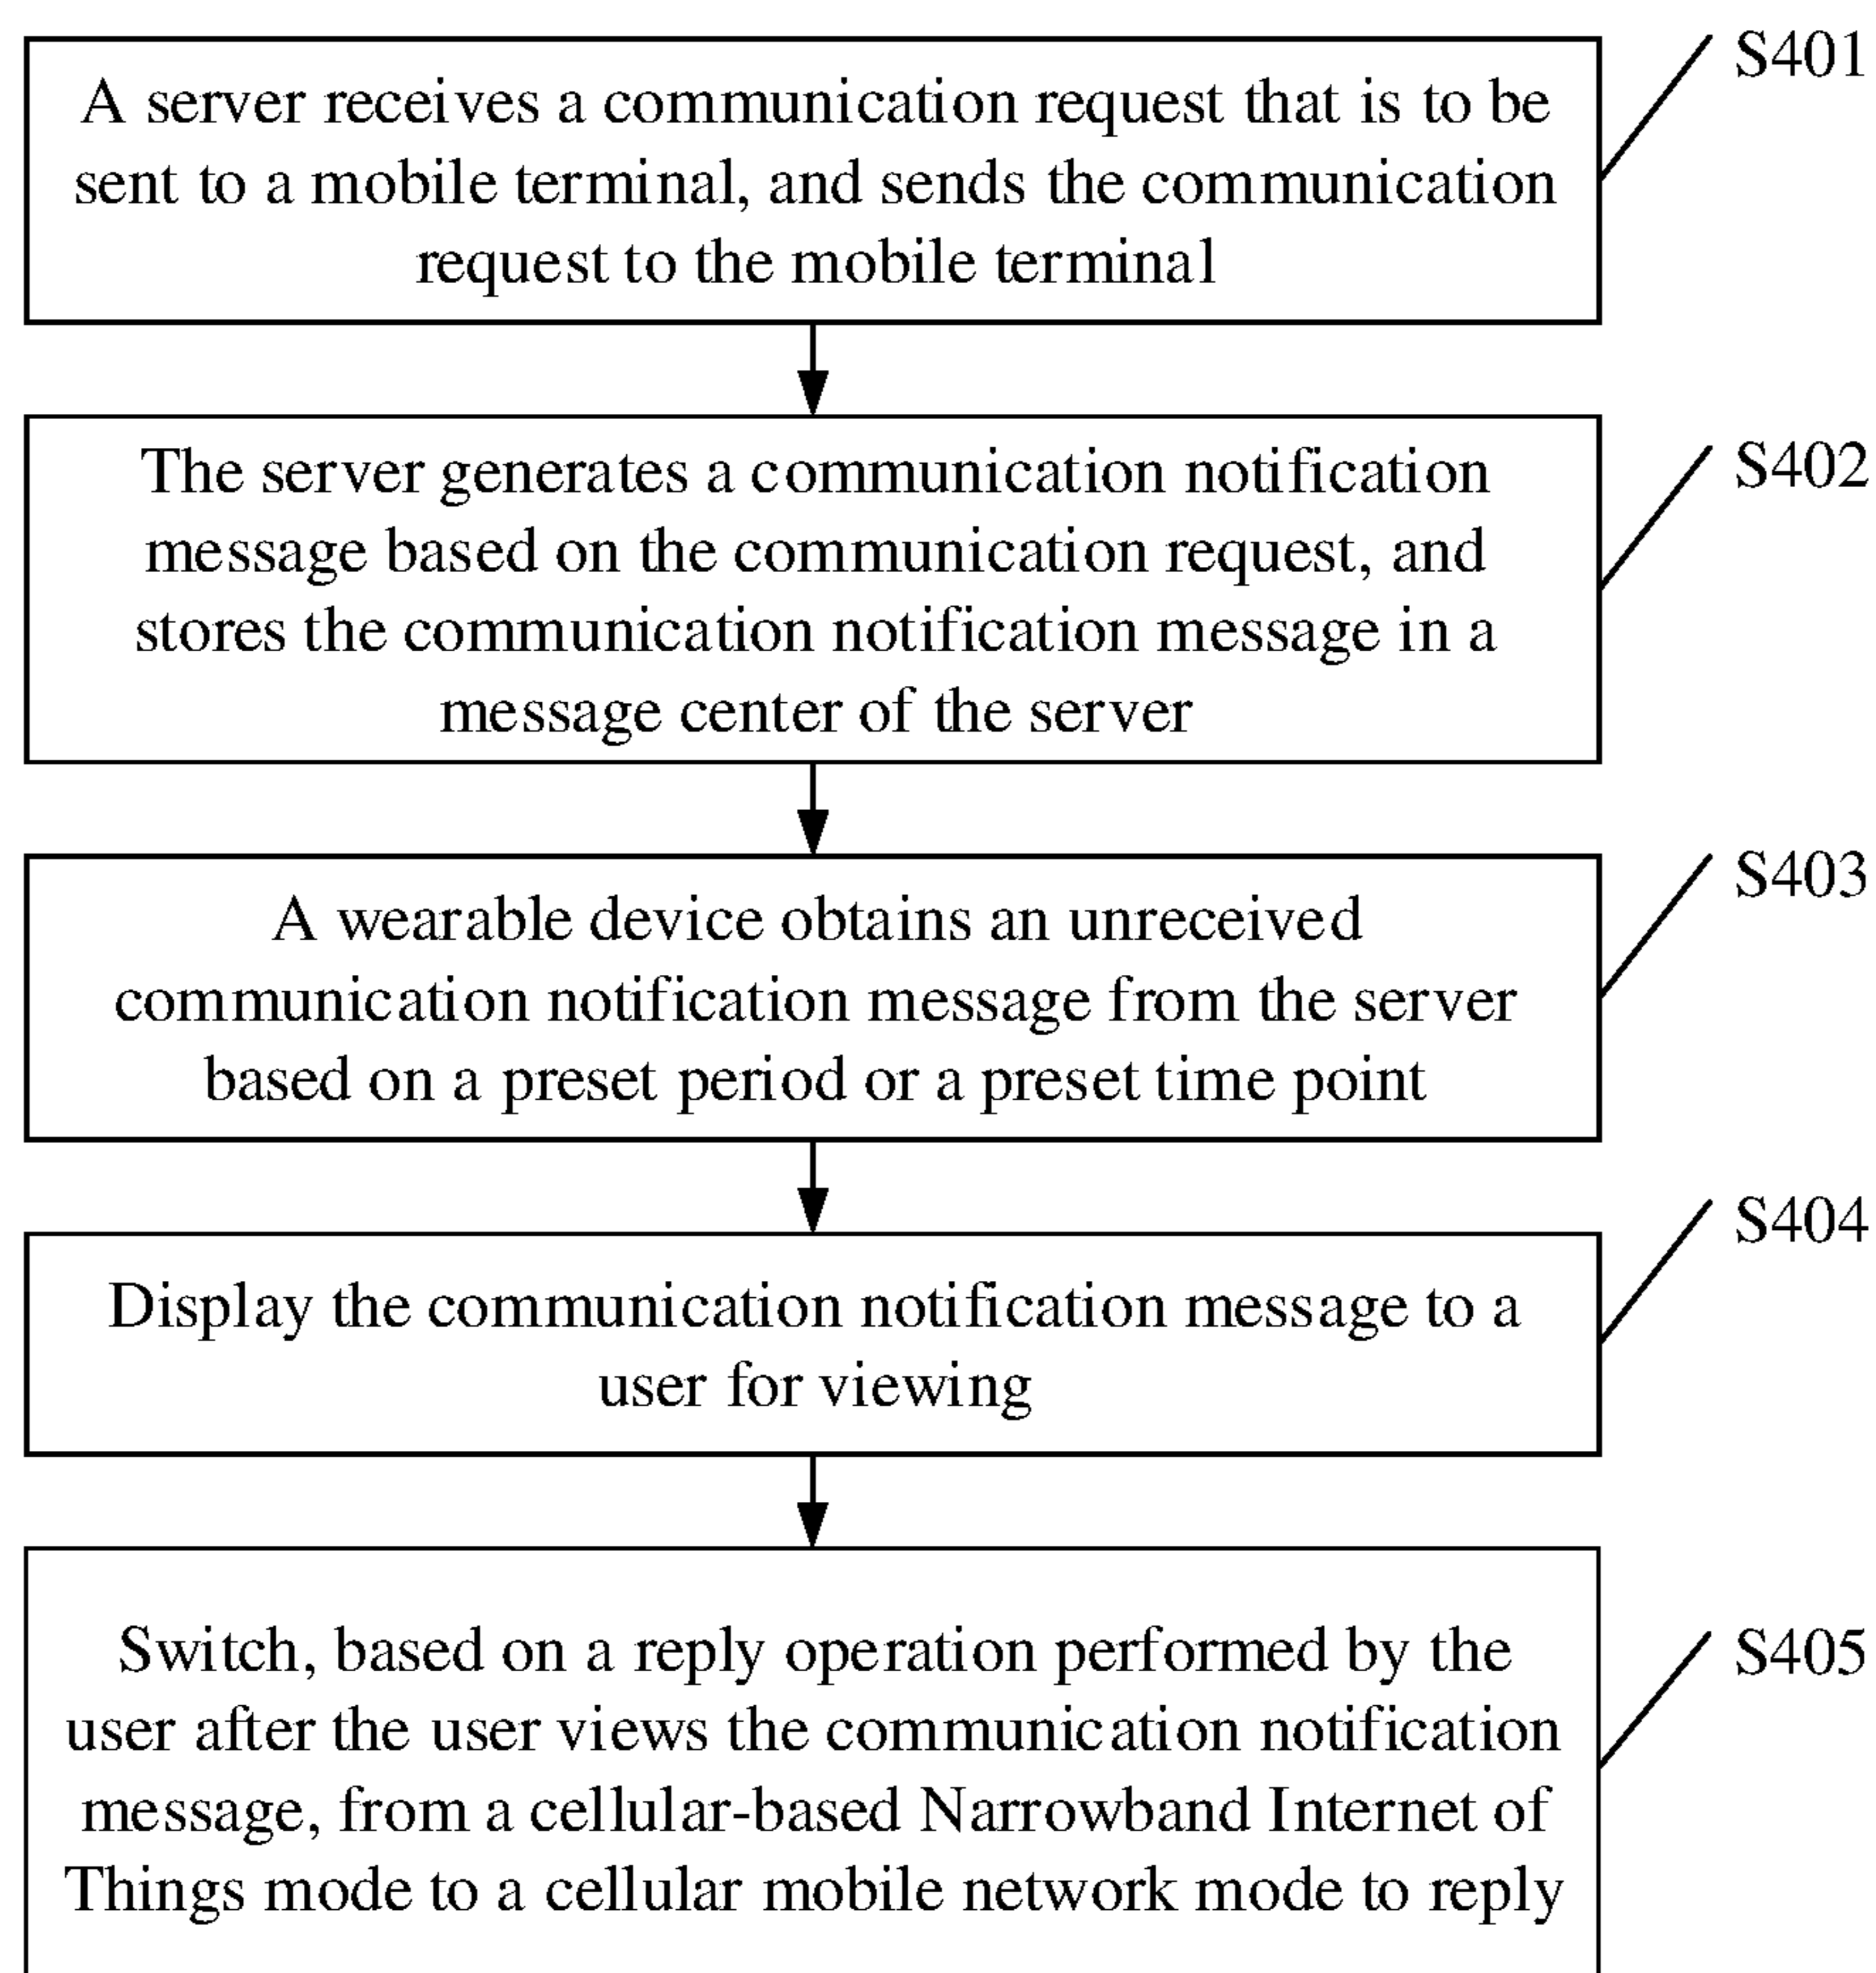 S401
A server receives a communication request that is to be
sent to a mobile terminal, and sends the communication
request to the mobile terminal
S402
The server generates a communication notification
message based on the communication request, and
stores the communication notification message in a
message center of the server
S403
A wearable device obtains an unreceived
communication notification message from the server
based on a preset period or a preset time point
S404
Display the communication notification message to a
user for viewing
S405
Switch, based on a reply operation performed by the
user after the user views the communication notification
message, from a cellular-based Narrowband Internet of
Things mode to a cellular mobile network mode to reply